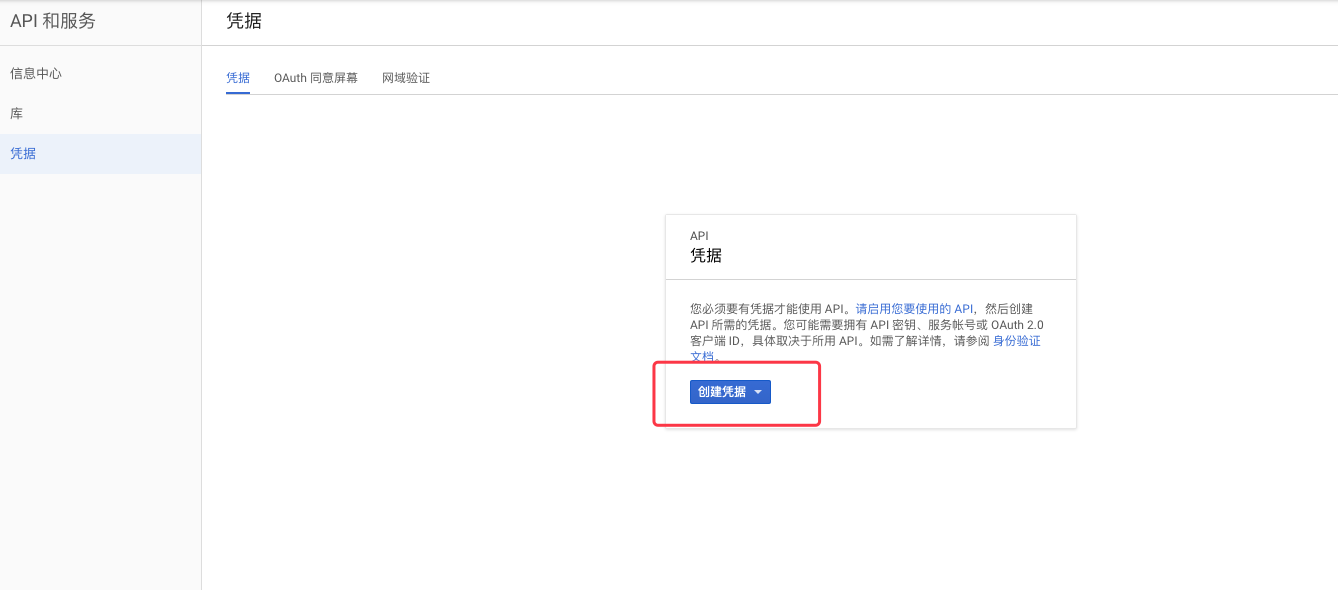 API 和服务
凭据
信息中心
库
凭据
凭据
OAuth 同意屏幕
网域验证
API
凭据
您必须要有凭据才能使用 API。请启用您要使用的 API，然后创建
API 所需的凭据。您可能需要拥有 API 密钥、服务帐号或 OAuth 2.0
客户端 ID，具体取决于所用 API。如需了解详情，请参阅 身份验证
文档。
创建凭据